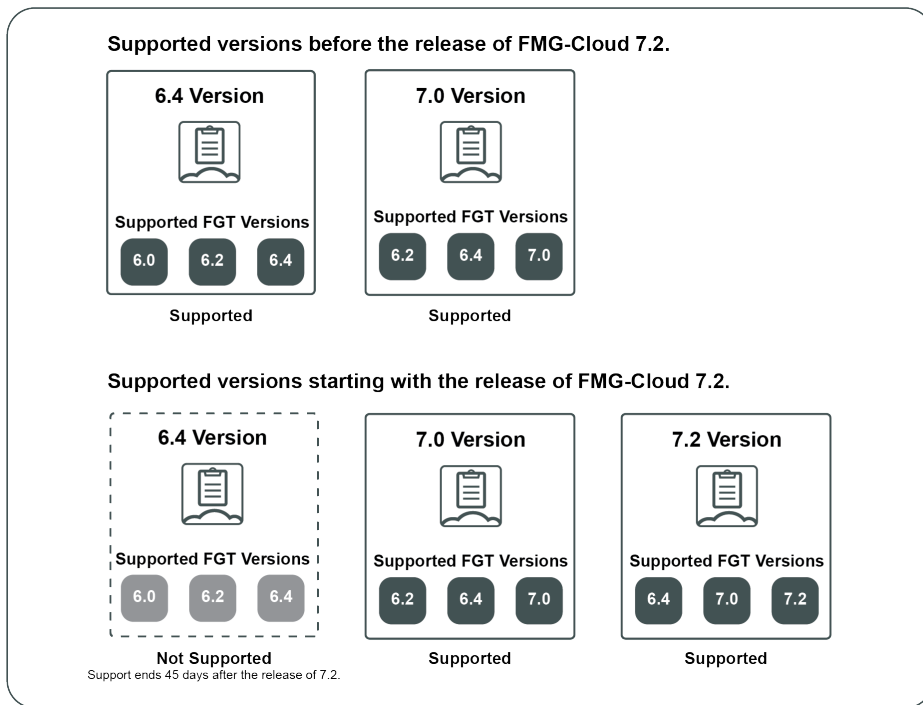 Supported versions before the release of FMG-Cloud 7.2.
6.4 Version
Supported FGT Versions
6.0 6.2 6.4
Supported
7.0 Version
Supported FGT Versions
6.2 6.4 7.0
Supported
Supported versions starting with the release of FMG-Cloud 7.2.
6.4 Version
Supported FGT Versions
6.0 6.2 6.4
Not Supported
Support ends 45 days after the release of 7.2.
7.0 Version
Supported FGT Versions
6.2 6.4 7.0
Supported
7.2 Version
Supported FGT Versions
6.4 7.0 7.2
Supported